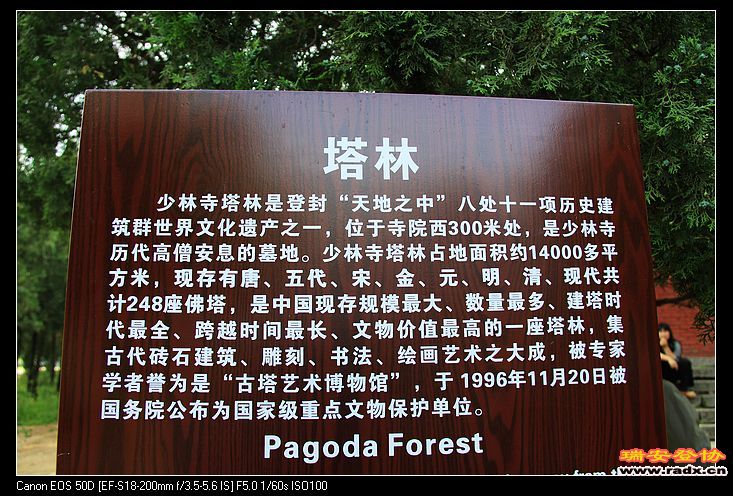 塔林
少林寺塔林是登封“天地之中”八处十一项历史建
筑群世界文化遗产之一，位于寺院西300米处，是少林寺
历代高僧安息的墓地。少林寺塔林占地面积约14000多平
方米，现存有唐、五代、宋、金、元、明、清、现代共
计248座佛塔，是中国现存规模最大、数量最多、建塔时
代最全、跨越时间最长、文物价值最高的一座塔林，集
古代砖石建筑、雕刻、书法、绘画艺术之大成，被专家
学者誉为是“古塔艺术博物馆”，于 1996年11月20日被
国务院公布为国家级重点文物保护单位。
Pagoda Forest
from
瑞安登协
www.radx.cn
瑞安登协
www.radx.cn
Canon EOS 50D [EF-S18-200mm f/3.5-5.6 IS] F5.0 1/60s ISO100